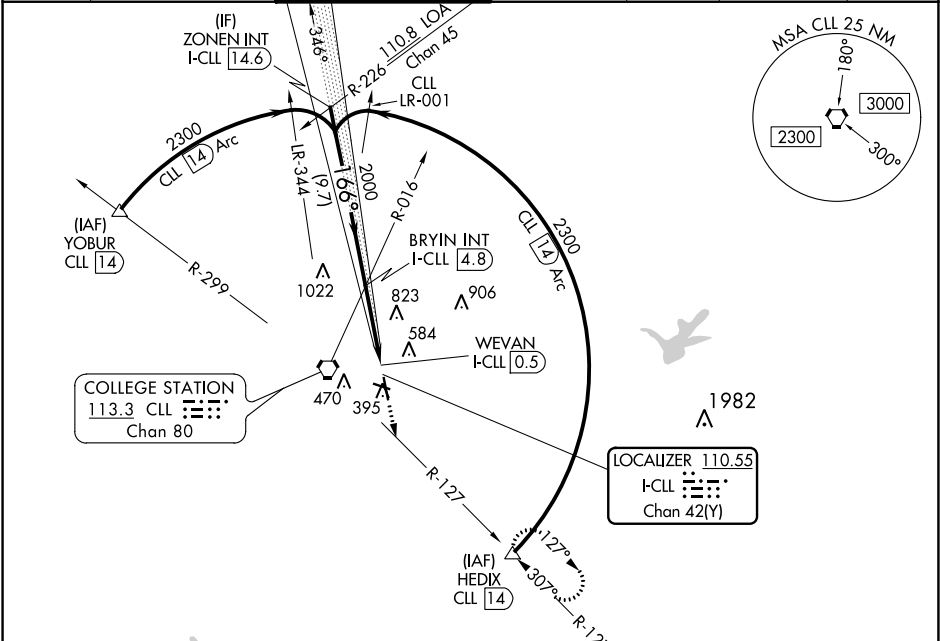 (IF)
ZONEN INT
I-CLL 14.6
346°
R-226
110.8 LOA
Chan 45
CLL
LR-001
MSA CLL 25 NM
180°
3000
2300
300°
2300
CLL 14 Arc
LR-344
(9.7)
166°
2000
R-016
2300
CLL 14 Arc
(IAF)
YOBUR
CLL 14
R-299
1022
BRYIN INT
I-CLL 4.8
823
906
584
WEVAN
I-CLL 0.5
COLLEGE STATION
113.3 CLL
Chan 80
470
395
1982
LOCALIZER 110.55
I-CLL
Chan 42(Y)
R-127
(IAF)
HEDIX
CLL 14
127°
307°